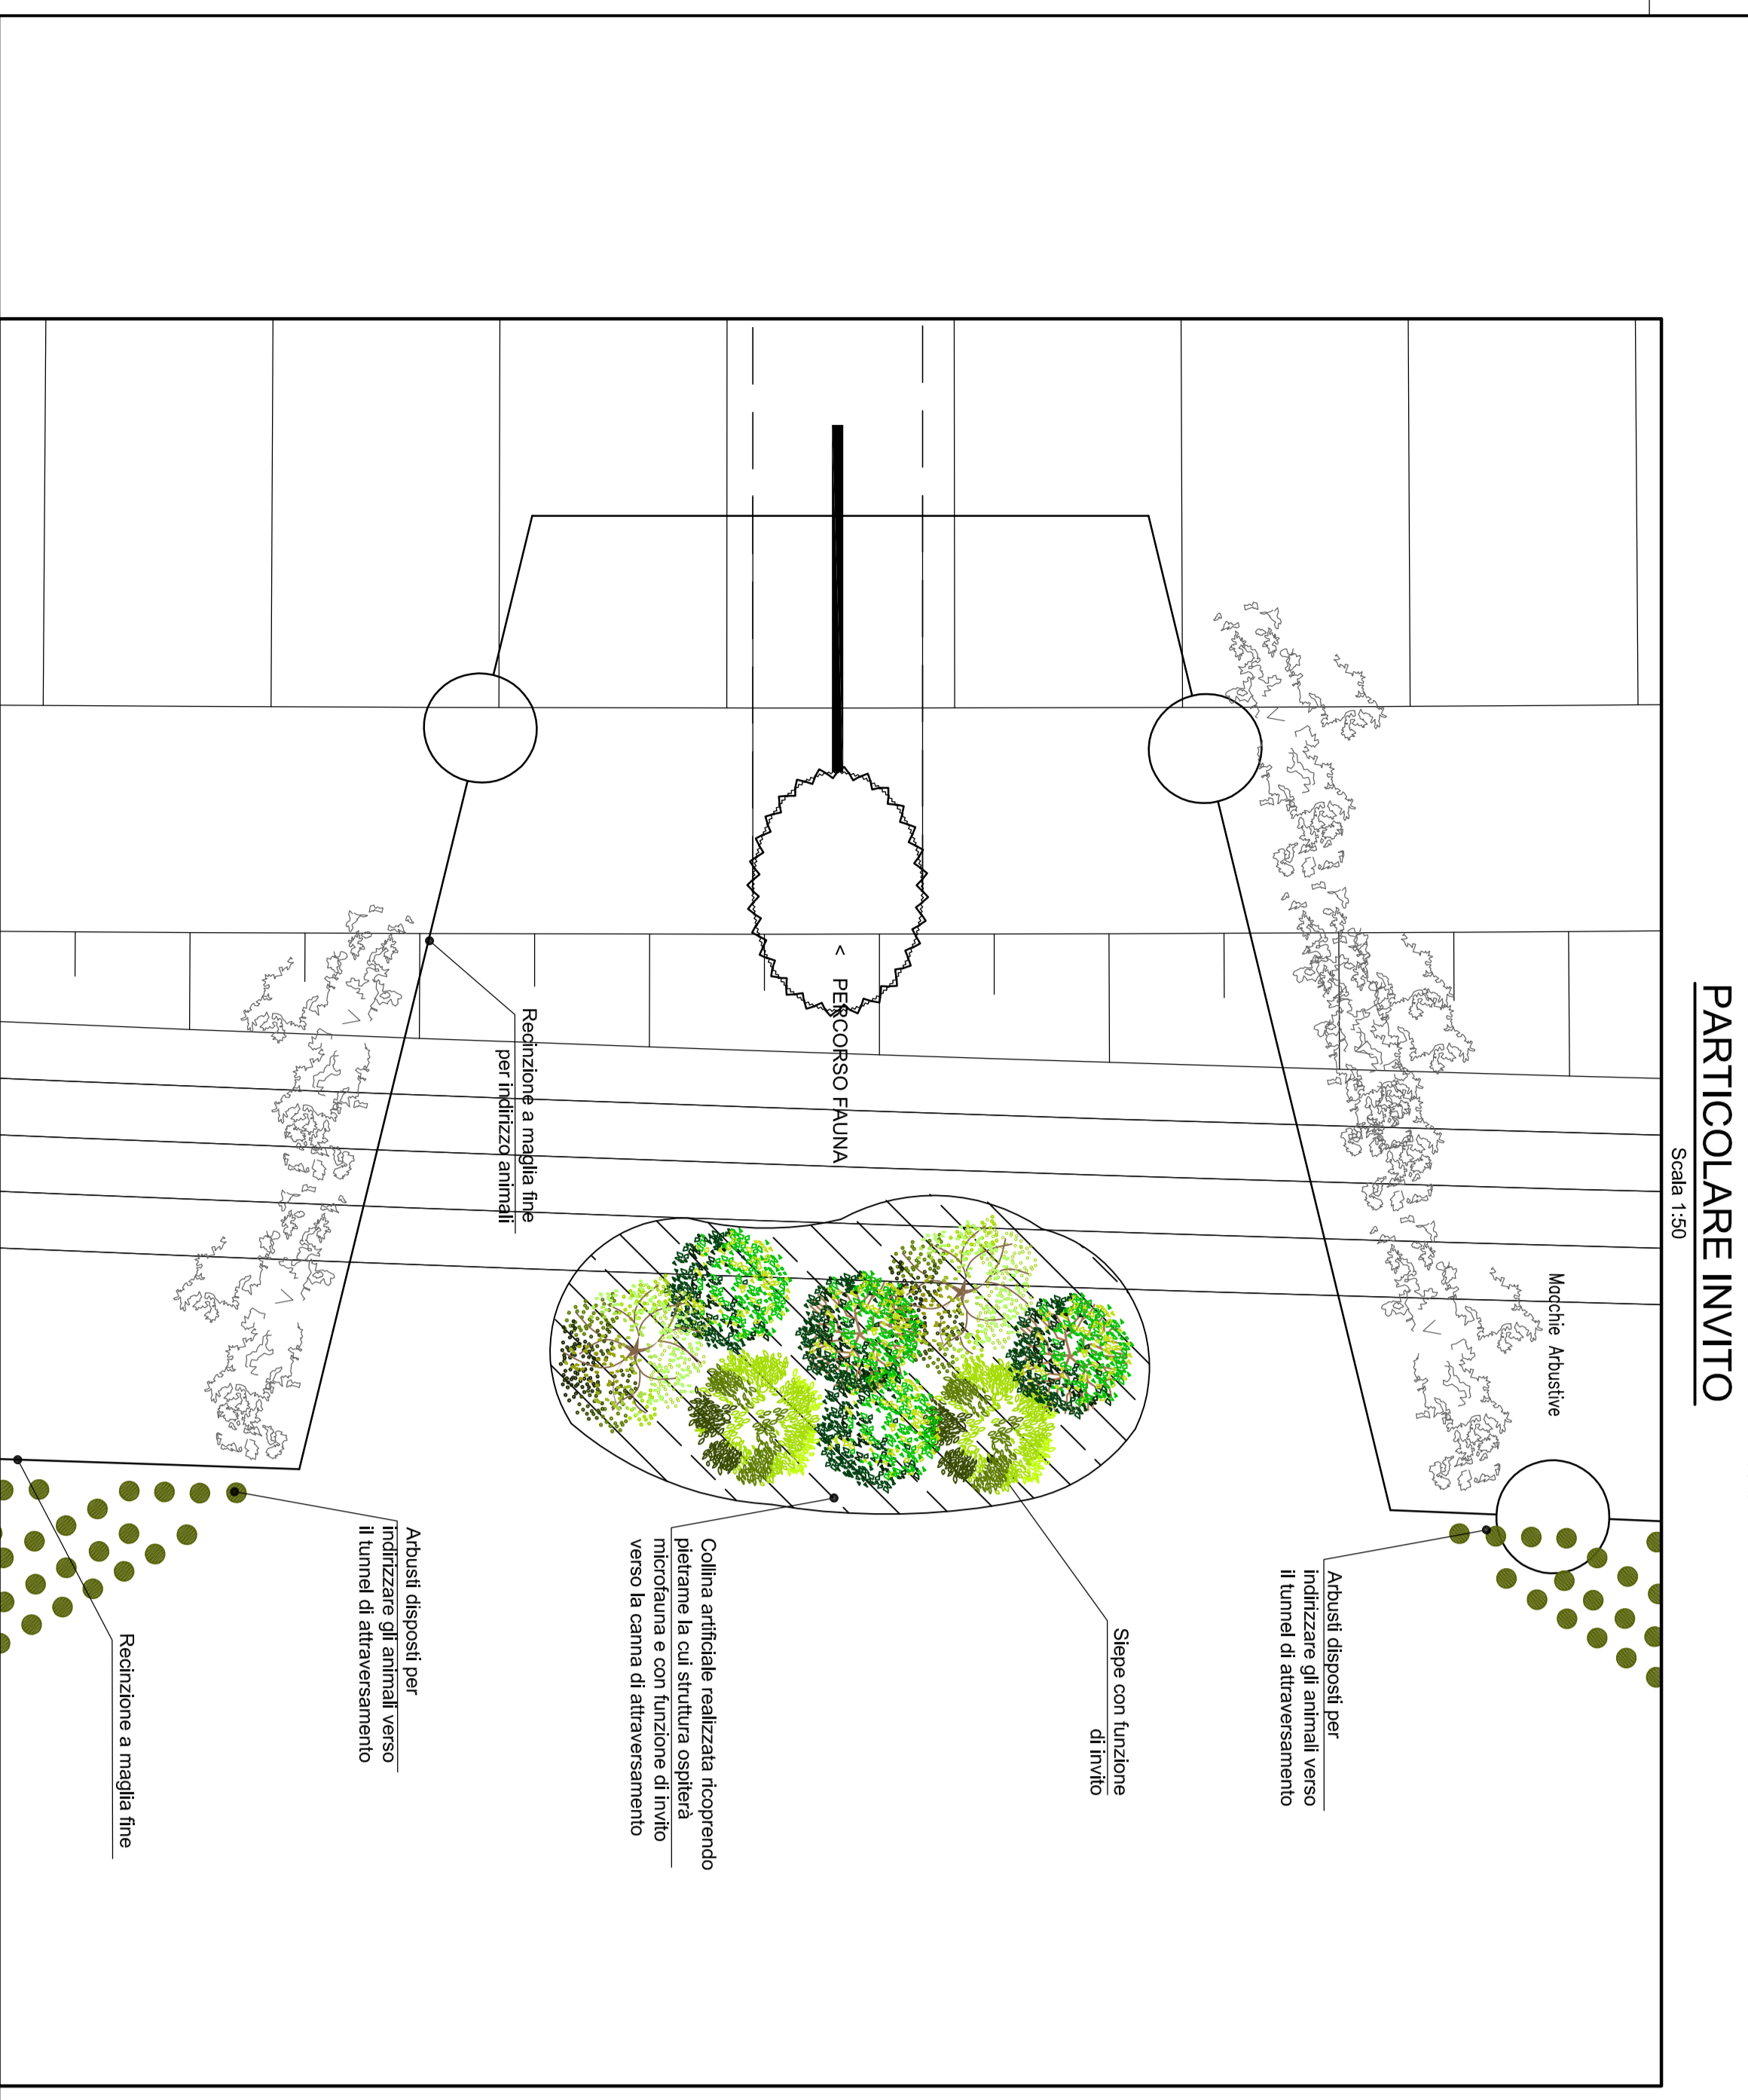 PARTICOLARE INVITO
Scala 1:50
Macchie Arbustive
Arbusti disposti per
indirizzare gli animali verso
il tunnel di attraversamento
Siepe con funzione
di invito
< PERCORSO FAUNA
Collina artificiale realizzata ricoprendo
pietrame la cui struttura ospiterà
microfauna e con funzione di invito
verso la canna di attraversamento
Recinzione a maglia fine
per indirizzo animali
Arbusti disposti per
indirizzare gli animali verso
il tunnel di attraversamento
Recinzione a maglia fine